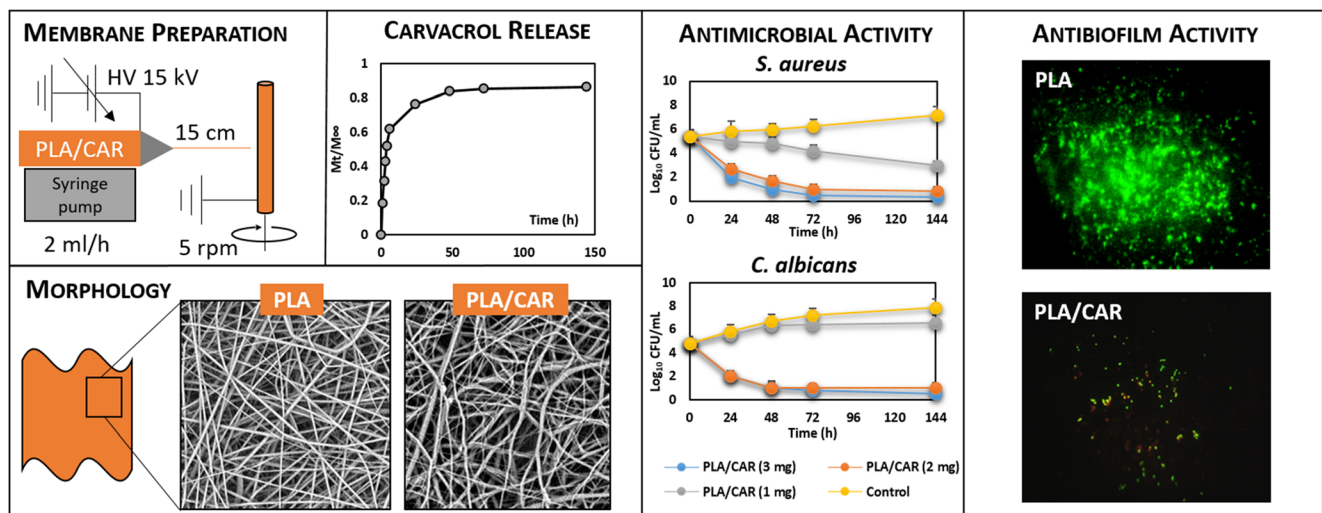 MEMBRANE PREPARATION
HV 15 kV
PLA/CAR
15 cm
Syringe
pump
2 ml/h
5 rpm
CARVACROL RELEASE
Mt/M∞
1
0.8
0.6
0.4
0.2
0
Time (h)
0 50 100 150
MORPHOLOGY
PLA
PLA/CAR
ANTIMICROBIAL ACTIVITY
S. aureus
Log₁₀ CFU/mL
10
8
6
4
2
0
0 24 48 72 96 120 144
Time (h)
C. albicans
Log₁₀ CFU/mL
10
8
6
4
2
0
0 24 48 72 96 120 144
Time (h)
PLA/CAR (3 mg) PLA/CAR (2 mg)
PLA/CAR (1 mg) Control
ANTIBIOFILM ACTIVITY
PLA
PLA/CAR